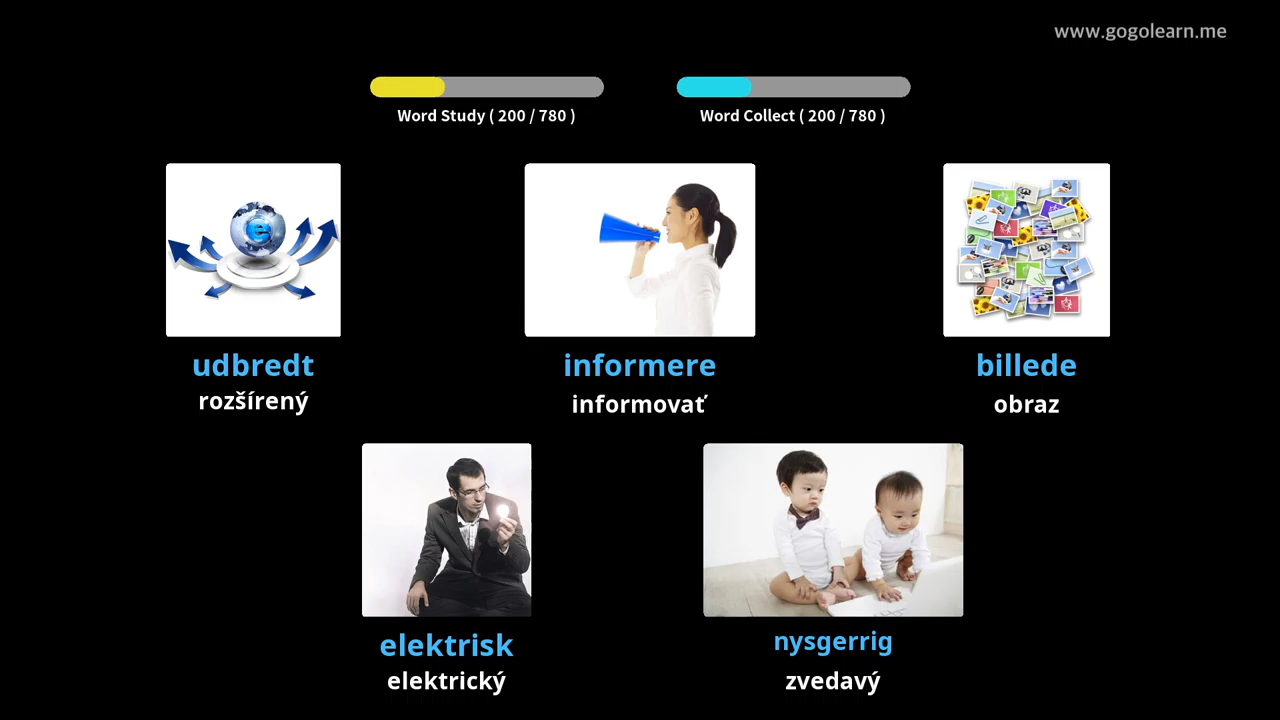 www.gogolearn.me
Word Study ( 200 / 780 )
Word Collect ( 200 / 780 )
udbredt
rozšírený
informere
informovať
billede
obraz
elektrisk
elektrický
nysgerrig
zvedavý